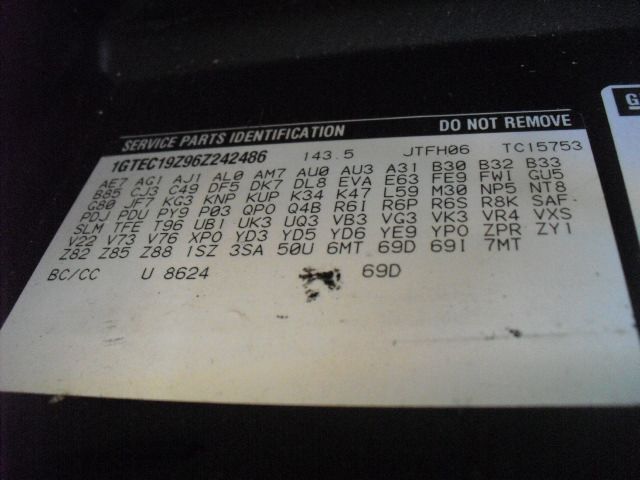 SERVICE PARTS IDENTIFICATION DO NOT REMOVE
1GTEC19Z96Z242486 143.5 JTFH06 TC15753
AE7 AG1 AJ1 AL0 AM7 AU0 AU3 A31 B30 B32 B33
B85 CJ3 C49 DF5 DK7 DL8 EVA E63 FE9 FW1 GU5
G80 JF7 KG3 KNP KUP K34 K47 L59 M30 NP5 NT8
PDJ PDU PY9 P03 QP0 Q4B R6I R6P R6S R8K SAF
SLM TFE T96 UB1 UK3 UQ3 VB3 VG3 VK3 VR4 VXS
V22 V73 V76 XP0 YD3 YD5 YD6 YE9 YP0 ZPR ZY1
Z82 Z85 Z88 1SZ 3SA 50U 6MT 69D 69I 7MT
BC/CC U 8624 69D